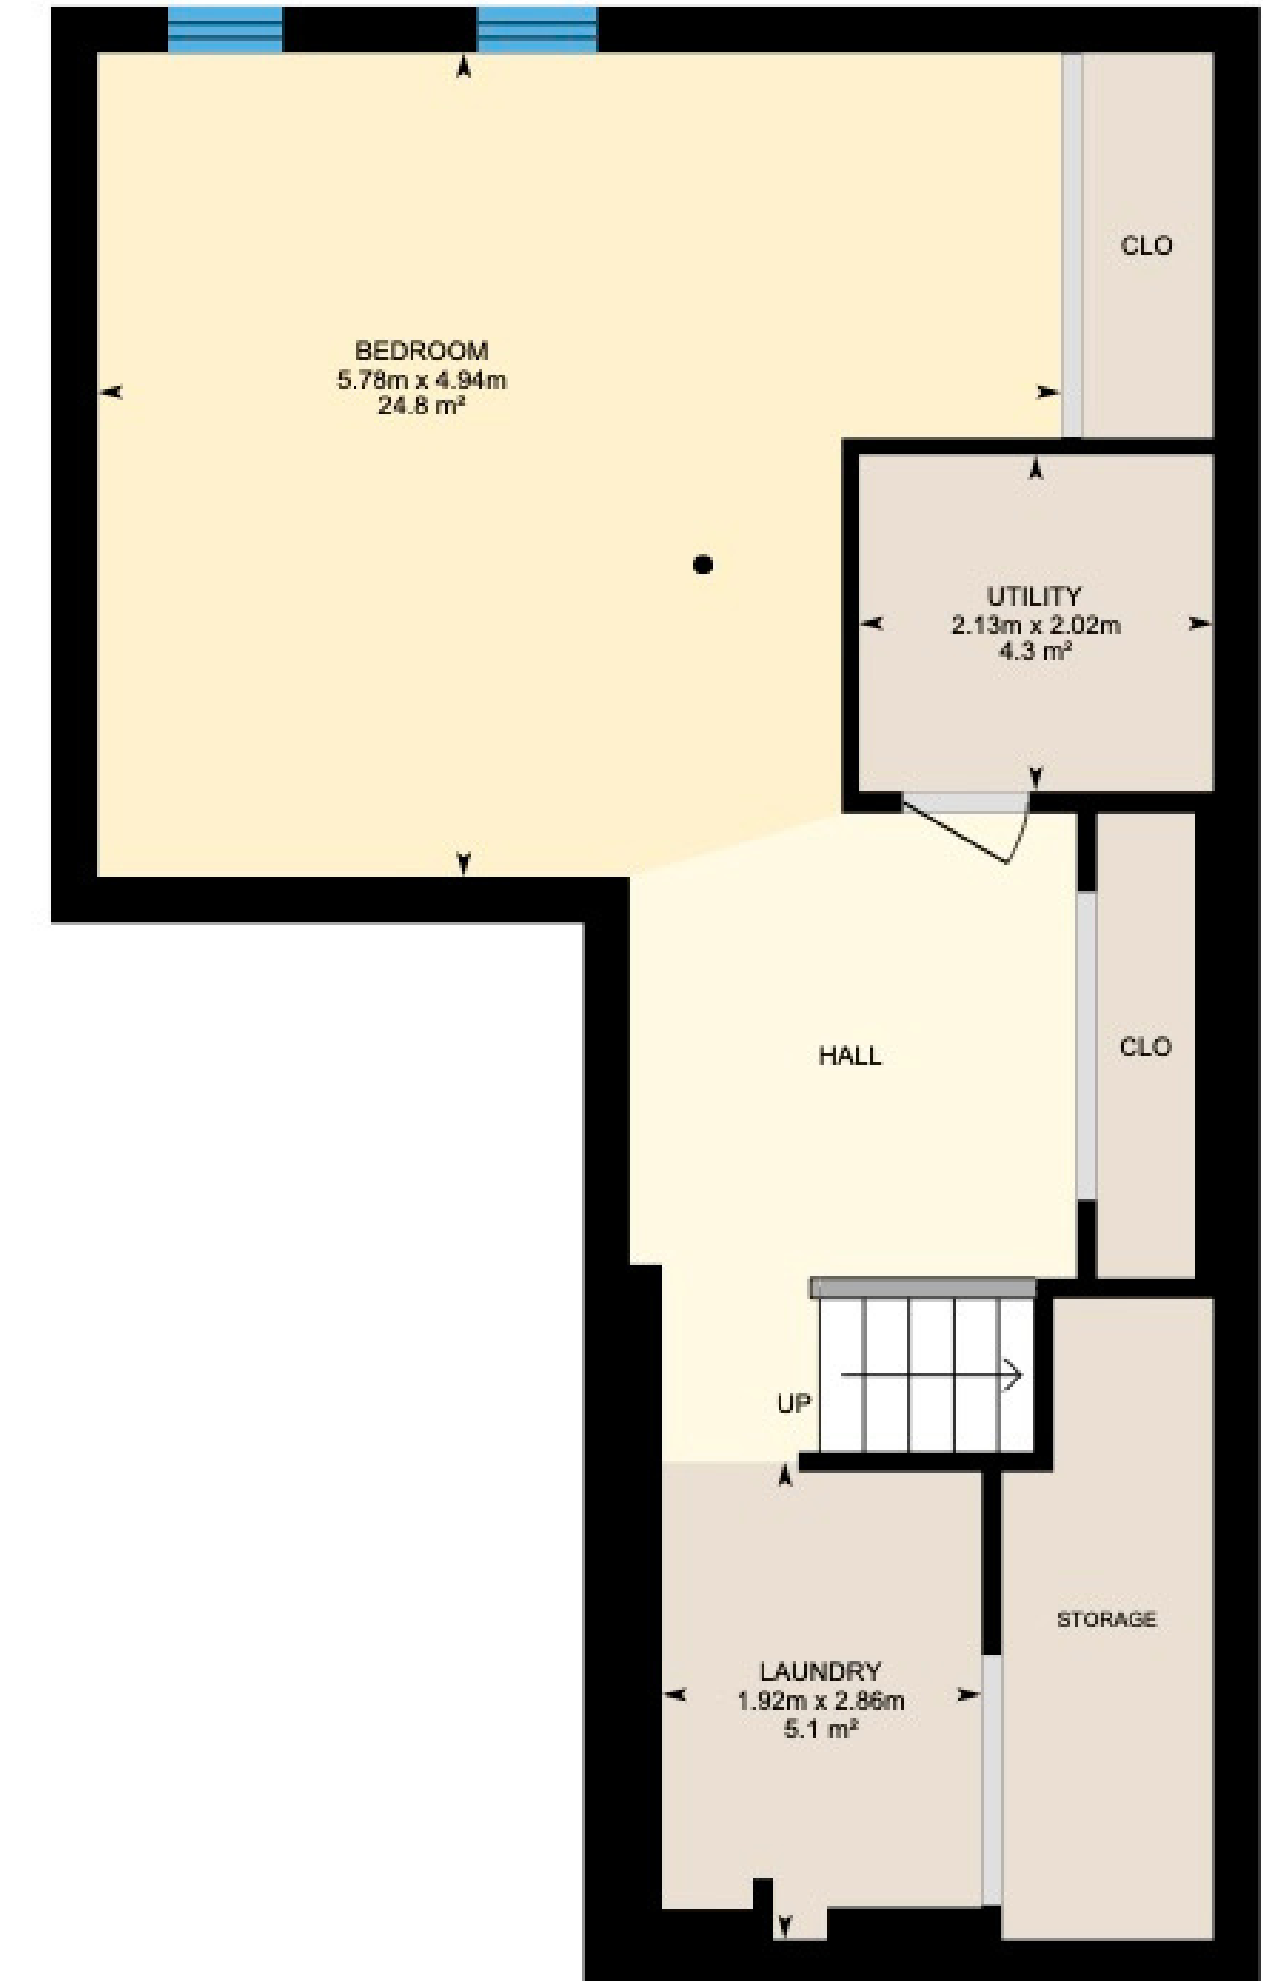 CLO
BEDROOM
5.78m x 4.94m
24.8 m²
UTILITY
2.13m x 2.02m
4.3 m²
HALL
CLO
UP
STORAGE
LAUNDRY
1.92m x 2.86m
5.1 m²